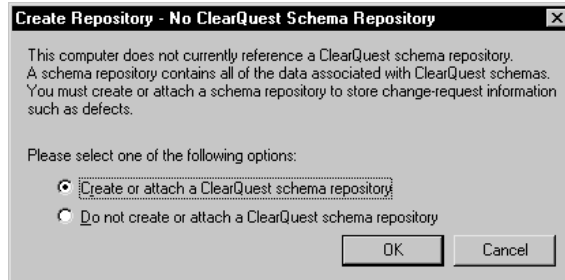 Create Repository - No ClearQuest Schema Repository
This computer does not currently reference a ClearQuest schema repository.
A schema repository contains all of the data associated with ClearQuest schemas.
You must create or attach a schema repository to store change-request information
such as defects.
Please select one of the following options:
Create or attach a ClearQuest schema repository
Do not create or attach a ClearQuest schema repository
OK Cancel